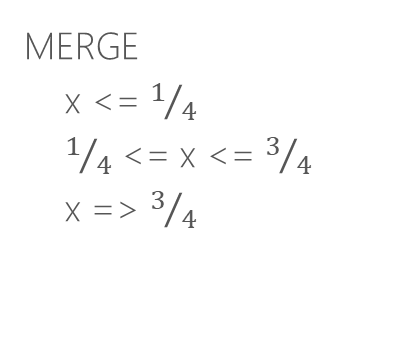 MERGE
x <= 1/4
1/4 <= x <= 3/4
x => 3/4